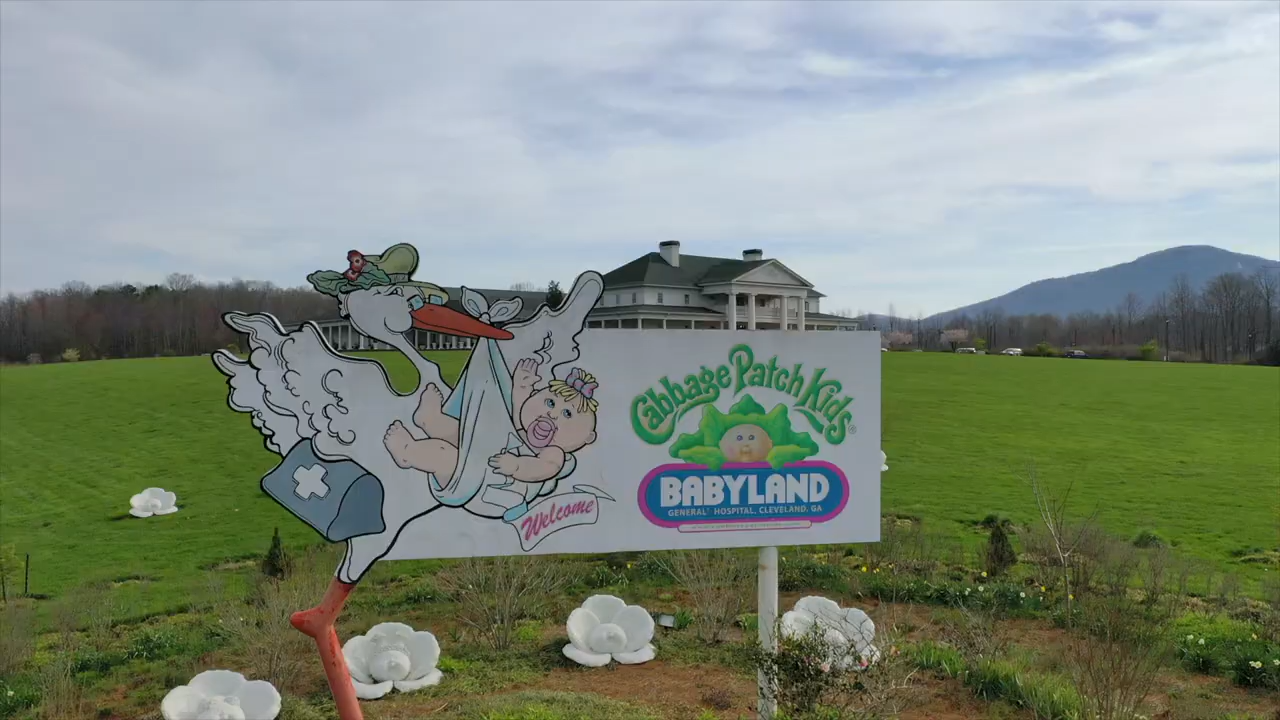 Cabbage Patch Kids®
BABYLAND
GENERAL® HOSPITAL, CLEVELAND, GA
Welcome